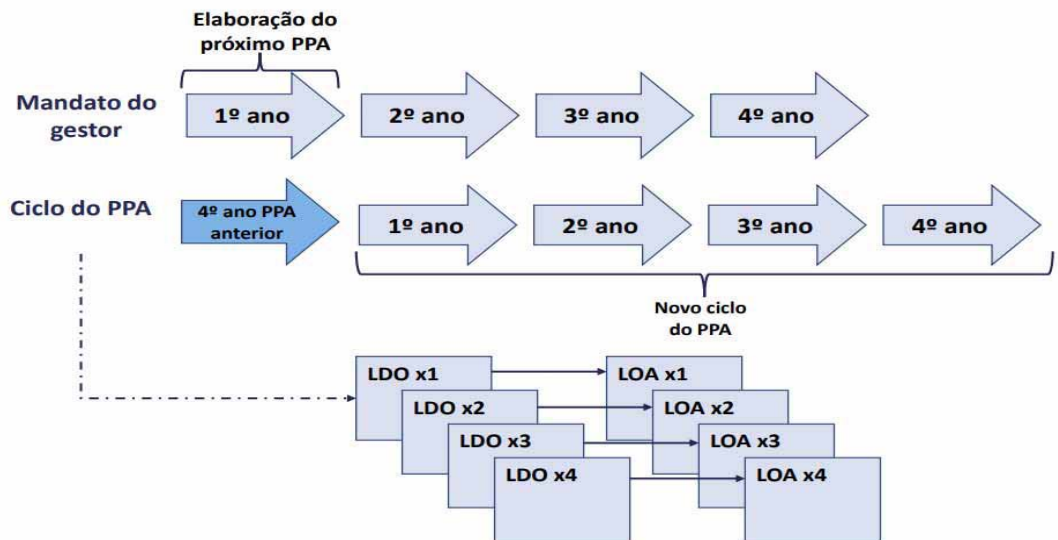 Elaboração do
próximo PPA
Mandato do
gestor
1º ano
2º ano
3º ano
4º ano
Ciclo do PPA
4º ano PPA
anterior
1º ano
2º ano
3º ano
4º ano
Novo ciclo
do PPA
LDO x1
LOA x1
LDO x2
LOA x2
LDO x3
LOA x3
LDO x4
LOA x4